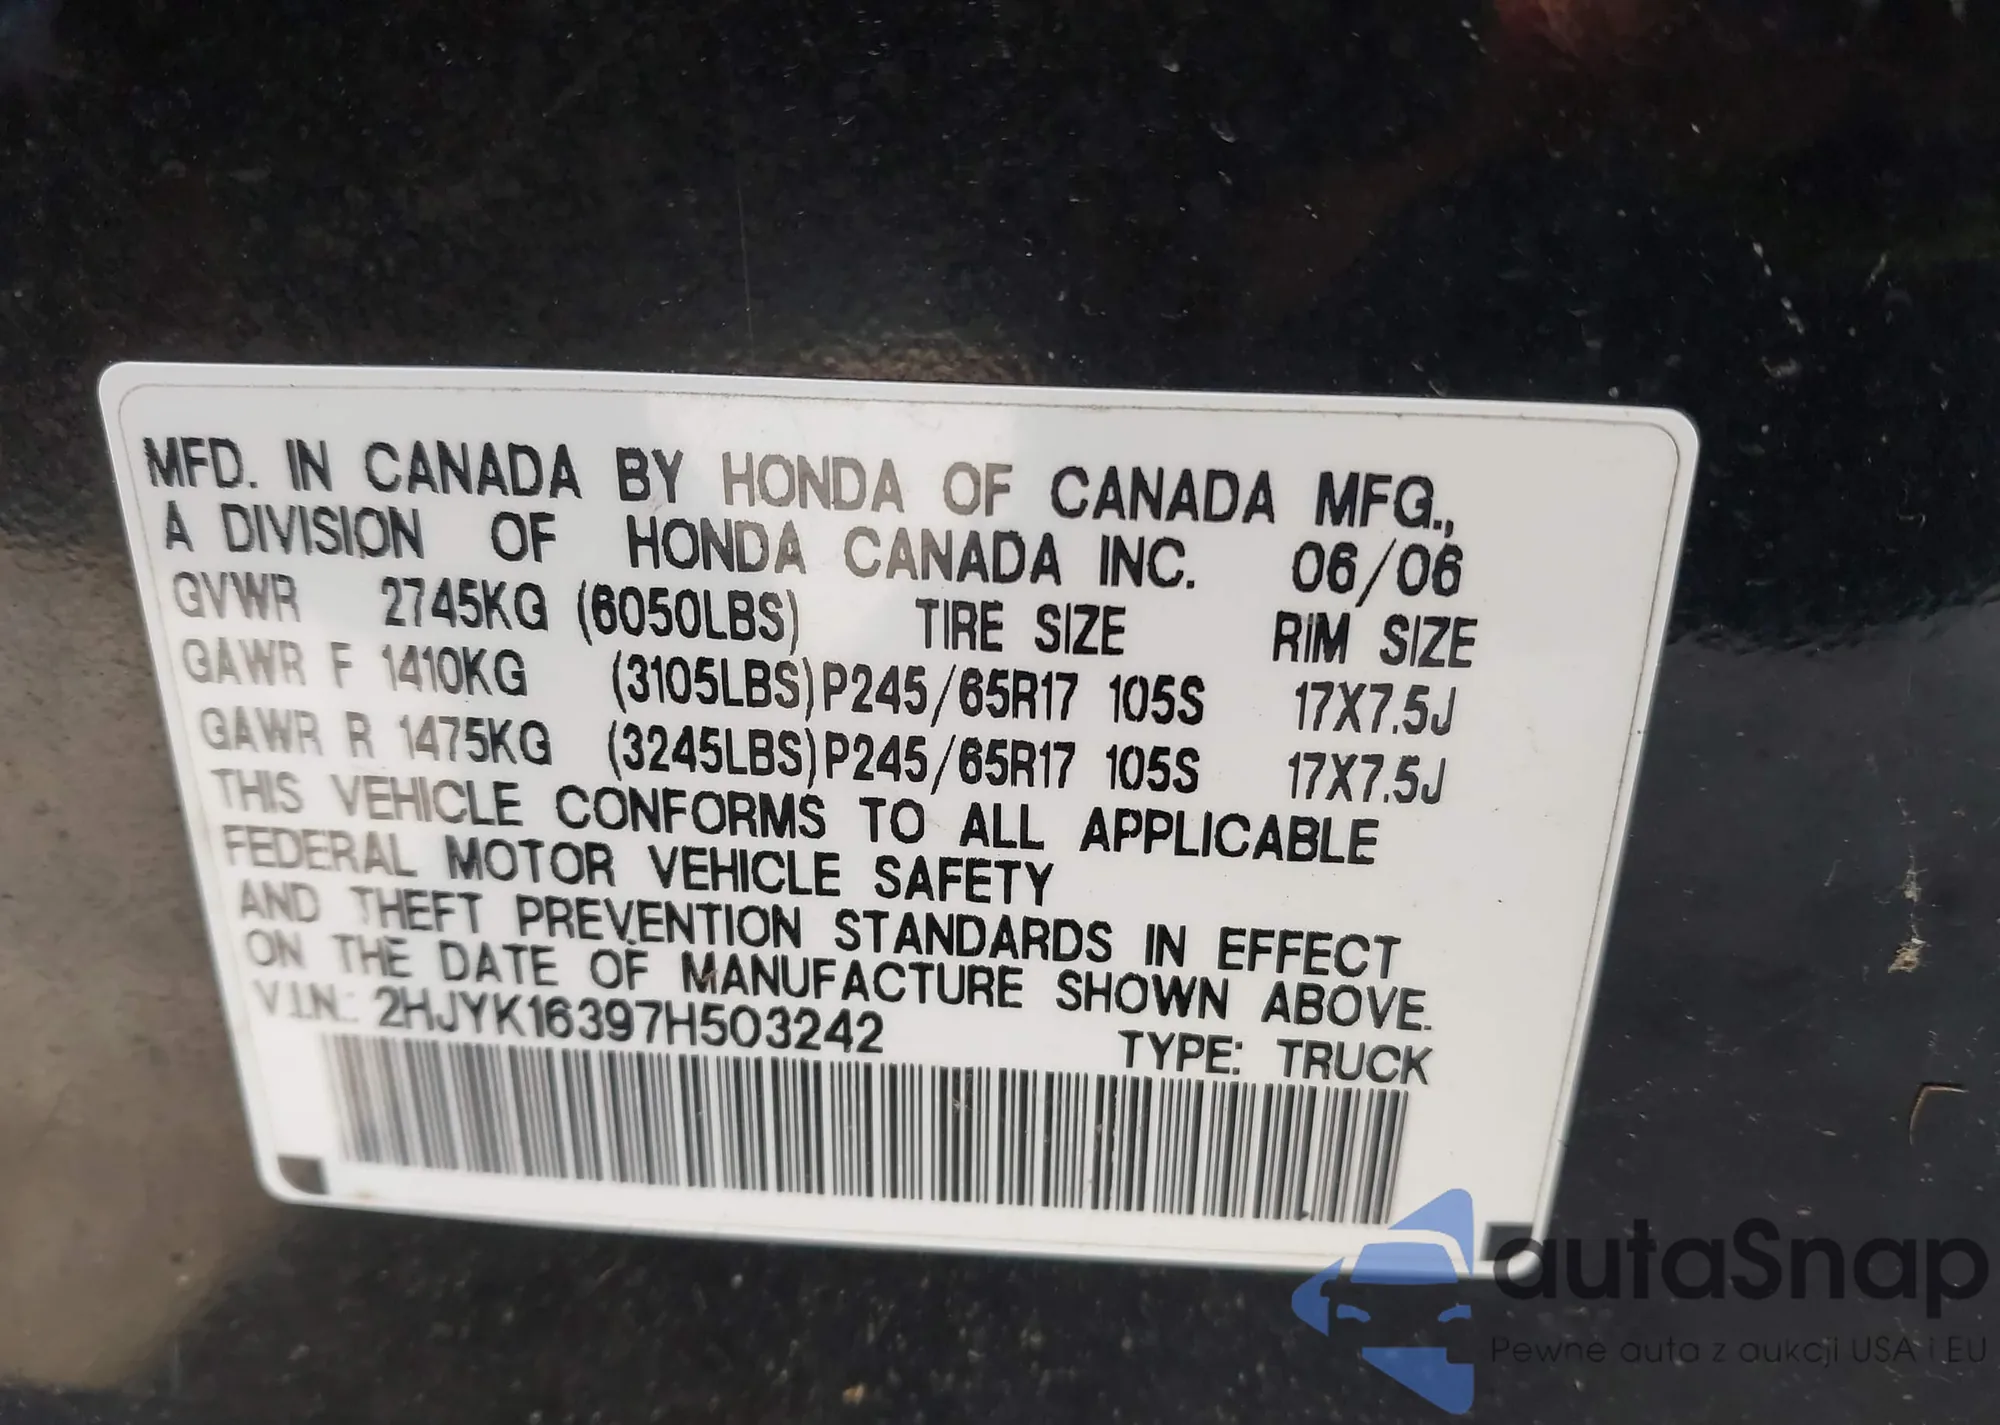 MFD. IN CANADA BY HONDA OF CANADA MFG.,
A DIVISION OF HONDA CANADA INC. 06/06
GVWR 2745KG (6050LBS) TIRE SIZE RIM SIZE
GAWR F 1410KG (3105LBS) P245/65R17 105S 17X7.5J
GAWR R 1475KG (3245LBS) P245/65R17 105S 17X7.5J
THIS VEHICLE CONFORMS TO ALL APPLICABLE
FEDERAL MOTOR VEHICLE SAFETY
AND THEFT PREVENTION STANDARDS IN EFFECT
ON THE DATE OF MANUFACTURE SHOWN ABOVE.
V.I.N.: 2HJYK16397H503242
TYPE: TRUCK
autaSnap
Pewne auta z aukcji USA i EU